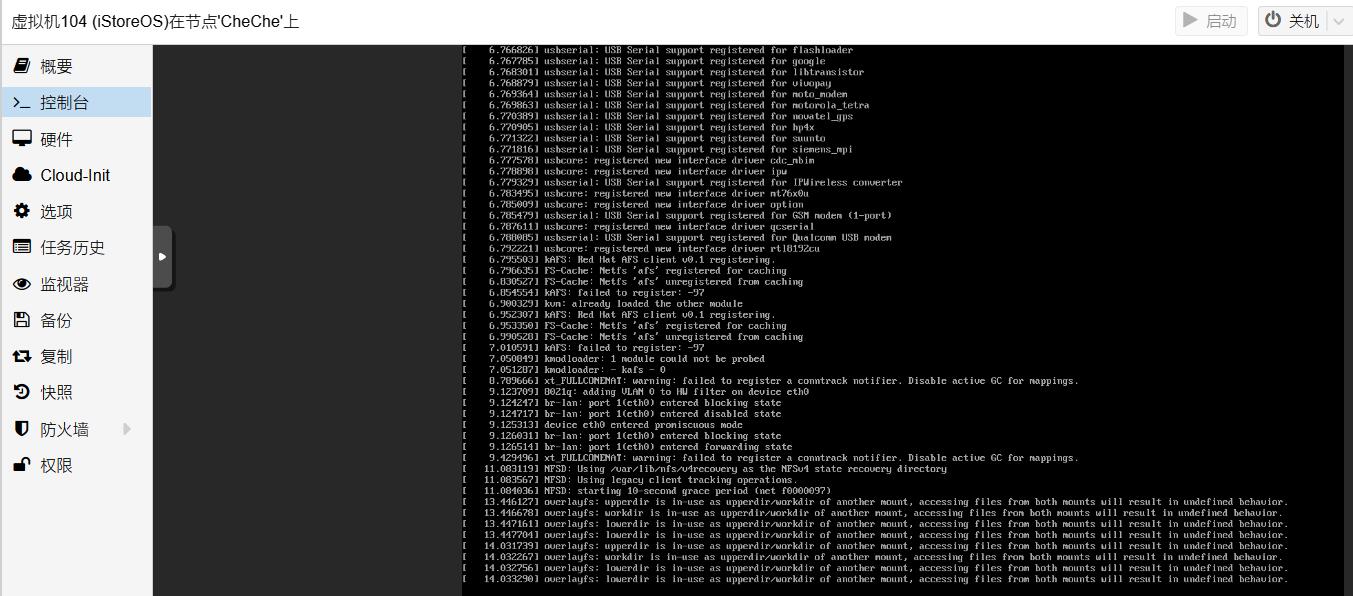 虚拟机104 (iStoreOS)在节点'CheChe'上
启动
关机
概要
控制台
硬件
Cloud-Init
选项
任务历史
监视器
备份
复制
快照
防火墙
权限
[    6.766826] usbserial: USB Serial support registered for flashloader
[    6.767785] usbserial: USB Serial support registered for google
[    6.768301] usbserial: USB Serial support registered for libtransistor
[    6.768879] usbserial: USB Serial support registered for vivopay
[    6.769364] usbserial: USB Serial support registered for moto_modem
[    6.769863] usbserial: USB Serial support registered for motorola_tetra
[    6.770389] usbserial: USB Serial support registered for novatel_gps
[    6.770905] usbserial: USB Serial support registered for hp4x
[    6.771322] usbserial: USB Serial support registered for suunto
[    6.771816] usbserial: USB Serial support registered for siemens_mpi
[    6.777578] usbcore: registered new interface driver cdc_mbim
[    6.778898] usbcore: registered new interface driver ipw
[    6.779329] usbserial: USB Serial support registered for IPWireless converter
[    6.783495] usbcore: registered new interface driver mt76x0u
[    6.785009] usbcore: registered new interface driver option
[    6.785479] usbserial: USB Serial support registered for GSM modem (1-port)
[    6.787611] usbcore: registered new interface driver qcserial
[    6.788085] usbserial: USB Serial support registered for Qualcomm USB modem
[    6.792221] usbcore: registered new interface driver rtl8192cu
[    6.795503] kAFS: Red Hat AFS client v0.1 registering.
[    6.796635] FS-Cache: Netfs 'afs' registered for caching
[    6.830527] FS-Cache: Netfs 'afs' unregistered from caching
[    6.854554] kAFS: failed to register: -97
[    6.900329] kvm: already loaded the other module
[    6.952307] kAFS: Red Hat AFS client v0.1 registering.
[    6.953350] FS-Cache: Netfs 'afs' registered for caching
[    6.990528] FS-Cache: Netfs 'afs' unregistered from caching
[    7.010591] kAFS: failed to register: -97
[    7.050849] kmodloader: 1 module could not be probed
[    7.051287] kmodloader: - kafs - 0
[    8.789666] xt_FULLCONENAT: warning: failed to register a conntrack notifier. Disable active GC for mappings.
[    9.123709] 8021q: adding VLAN 0 to HW filter on device eth0
[    9.124247] br-lan: port 1(eth0) entered blocking state
[    9.124717] br-lan: port 1(eth0) entered disabled state
[    9.125313] device eth0 entered promiscuous mode
[    9.126031] br-lan: port 1(eth0) entered blocking state
[    9.126514] br-lan: port 1(eth0) entered forwarding state
[    9.429496] xt_FULLCONENAT: warning: failed to register a conntrack notifier. Disable active GC for mappings.
[   11.083119] NFSD: Using /var/lib/nfs/v4recovery as the NFSv4 state recovery directory
[   11.083567] NFSD: Using legacy client tracking operations.
[   11.084036] NFSD: starting 10-second grace period (net f0000097)
[   13.446127] overlayfs: upperdir is in-use as upperdir/workdir of another mount, accessing files from both mounts will result in undefined behavior.
[   13.446678] overlayfs: workdir is in-use as upperdir/workdir of another mount, accessing files from both mounts will result in undefined behavior.
[   13.447161] overlayfs: lowerdir is in-use as upperdir/workdir of another mount, accessing files from both mounts will result in undefined behavior.
[   13.447704] overlayfs: lowerdir is in-use as upperdir/workdir of another mount, accessing files from both mounts will result in undefined behavior.
[   14.031739] overlayfs: upperdir is in-use as upperdir/workdir of another mount, accessing files from both mounts will result in undefined behavior.
[   14.032267] overlayfs: workdir is in-use as upperdir/workdir of another mount, accessing files from both mounts will result in undefined behavior.
[   14.032756] overlayfs: lowerdir is in-use as upperdir/workdir of another mount, accessing files from both mounts will result in undefined behavior.
[   14.033290] overlayfs: lowerdir is in-use as upperdir/workdir of another mount, accessing files from both mounts will result in undefined behavior.